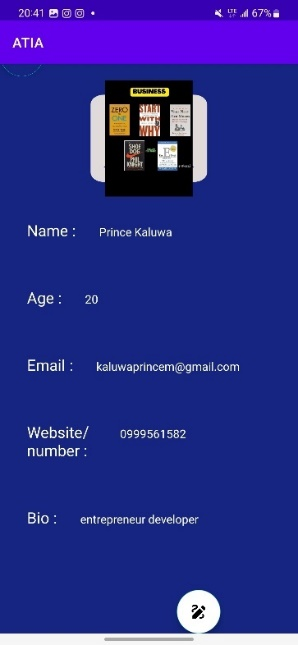 20:41
LTE
67%
ATIA
BUSINESS
ZERO
ONE
START
WITH
WHY
SHOE
DOG
PHIL
KNIGHT
Name :
Prince Kaluwa
Age :
20
Email :
kaluwaprincem@gmail.com
Website/
number :
0999561582
Bio :
entrepreneur developer